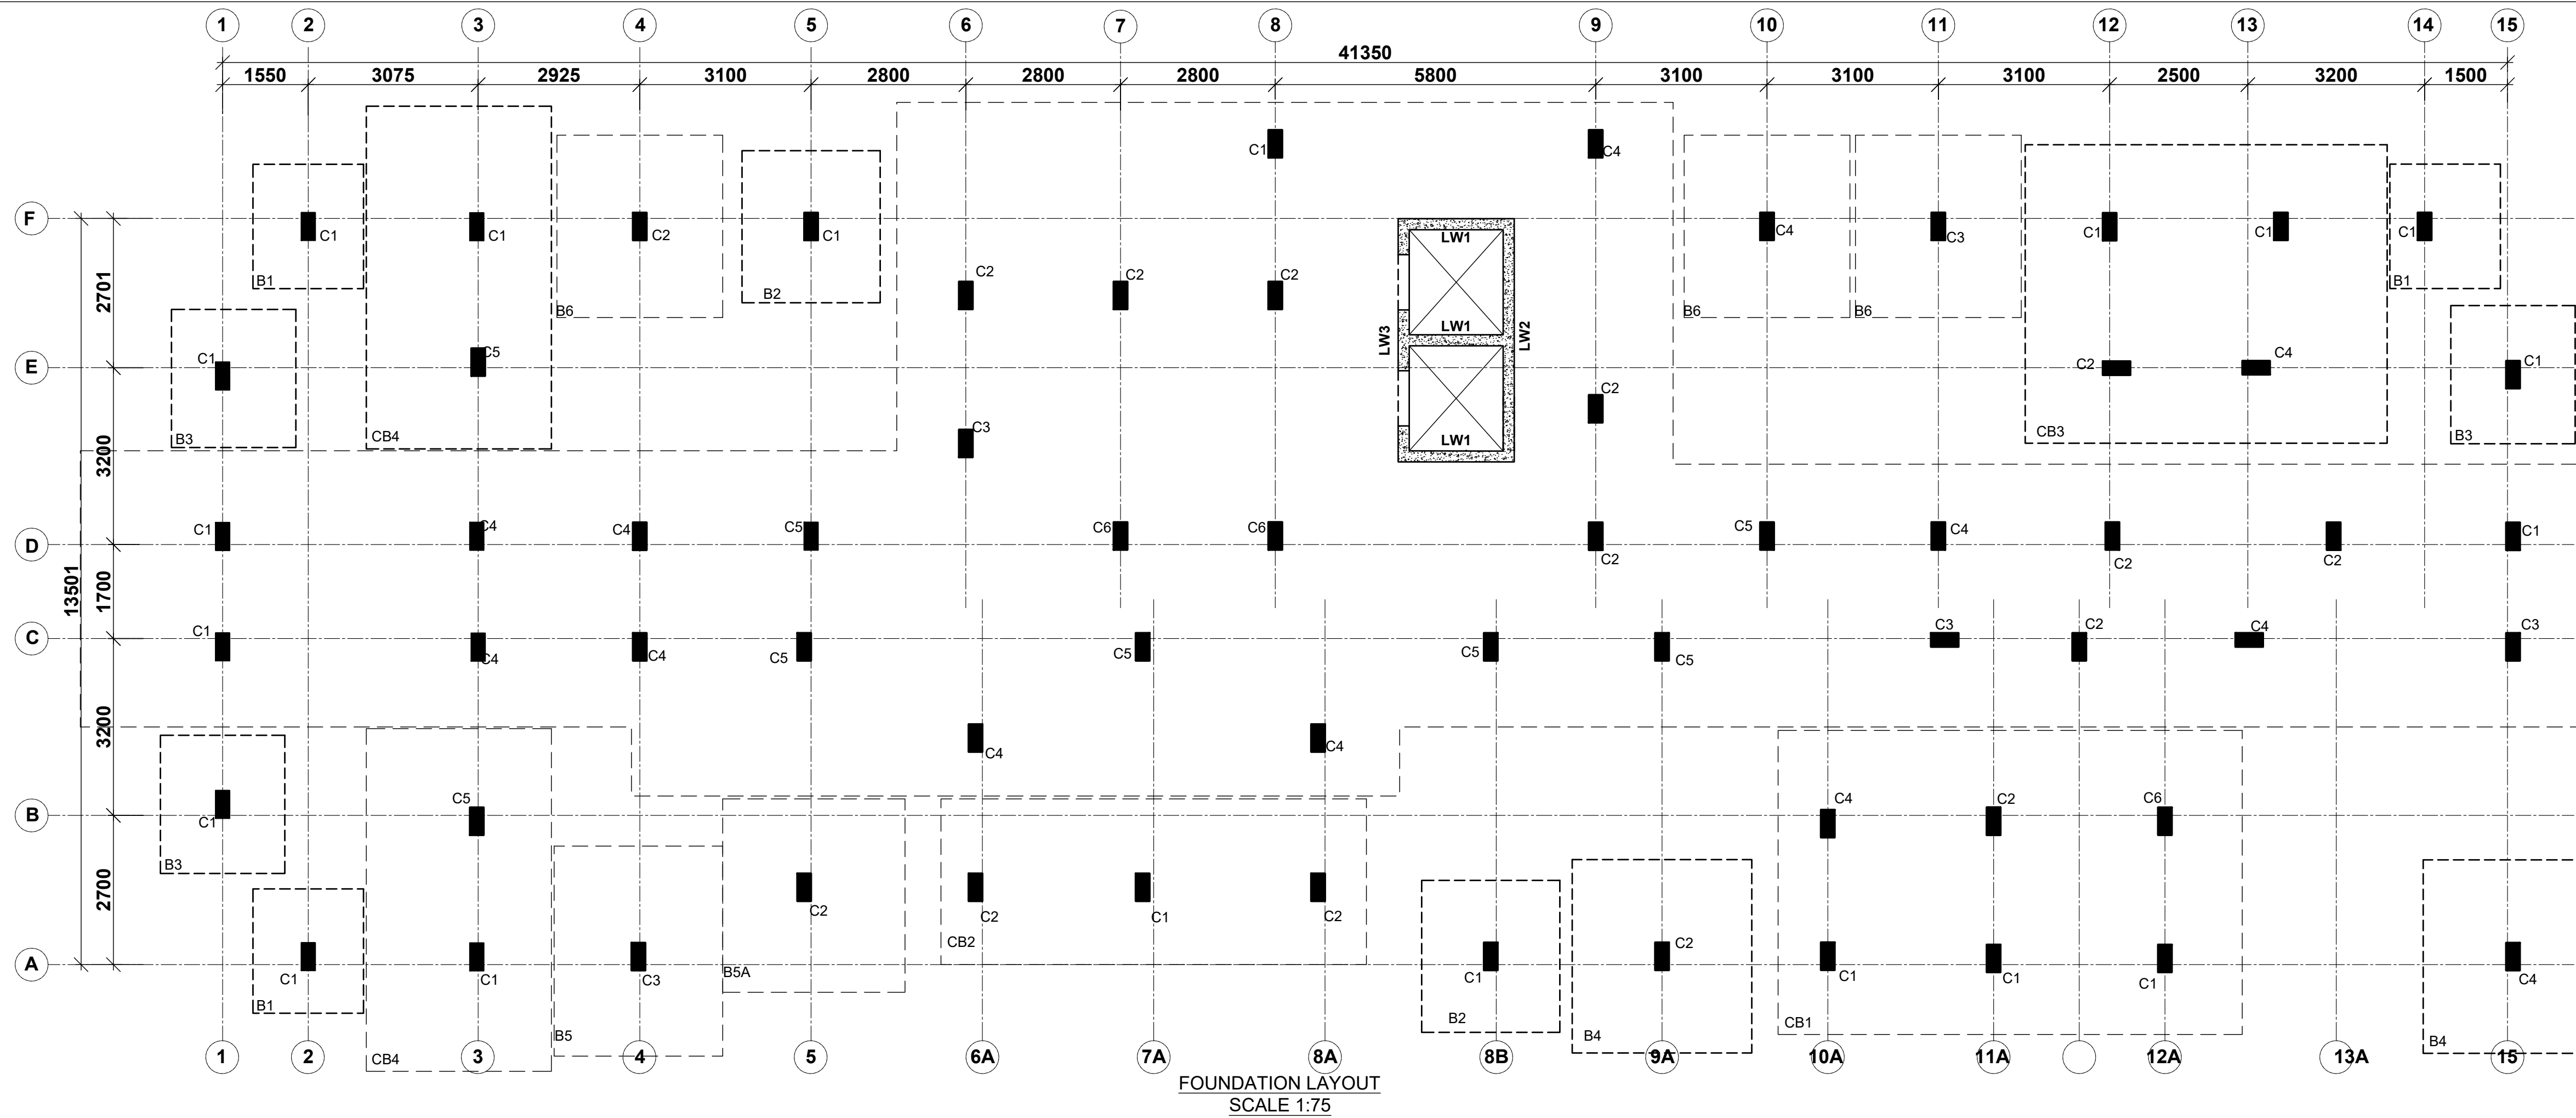 1 2 3 4 5 6 7 8 9 10 11 12 13 14 15
41350
1550 3075 2925 3100 2800 2800 2800 5800 3100 3100 3100 2500 3200 1500
C1 C4
F C1 C1 C2 C1 C4 C3 C1 C1 C1
LW1
C2 C2 C2
B1 B2 B1
2701
B6 B6 B6
LW1
LW3 LW2
C1 C5 C2 C4 C1
E
C2
C3
B3 CB4 LW1 CB3 B3
3200
C1 C4 C4 C5 C6 C6 C5 C4 C1
D
C2 C2 C2
13501
1700
C1 C3 C2 C4 C3
C
C4 C4 C5 C5 C5 C5
3200
C4 C4
C5 C4 C2 C6
B
C1
B3
2700
C2 C2 C1 C2
CB2 C2
A
C1 C1 C3 B5A C1 C1 C1 C1 C4
B1 B2 CB1
B5 B4 B4
CB4
1 2 3 4 5 6A 7A 8A 8B 9A 10A 11A 12A 13A 15
FOUNDATION LAYOUT
SCALE 1:75